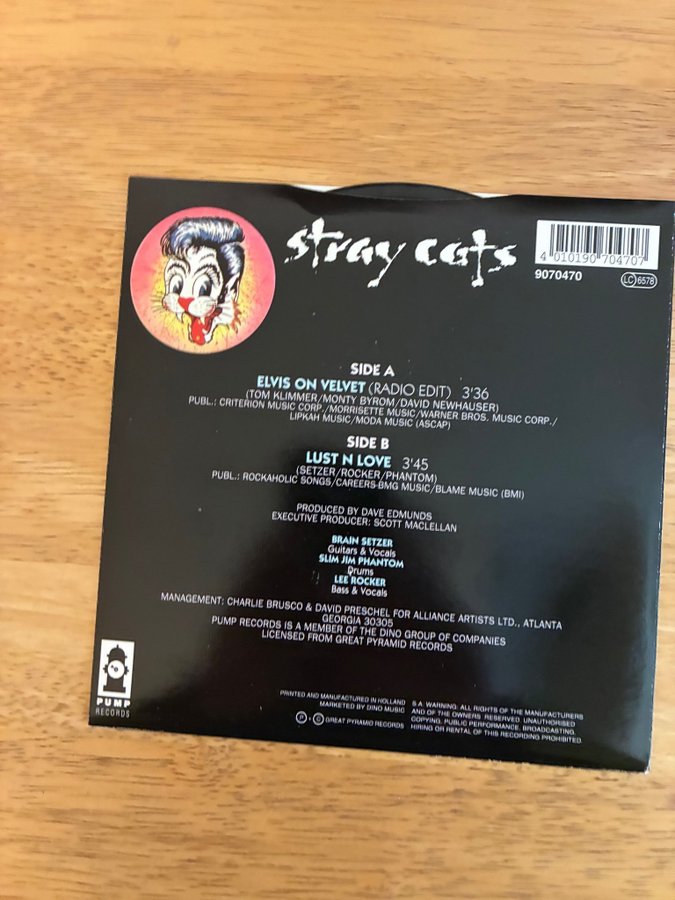 stray cats
4 010190 704707
9070470
LC 6578
SIDE A
ELVIS ON VELVET (RADIO EDIT) 3'36
(TOM KLIMMER/MONTY BYROM/DAVID NEWHAUSER)
PUBL.: CRITERION MUSIC CORP./MORRISETTE MUSIC/WARNER BROS. MUSIC CORP./
LIPKAH MUSIC/MODA MUSIC (ASCAP)
SIDE B
LUST N LOVE 3'45
(SETZER/ROCKER/PHANTOM)
PUBL.: ROCKAHOLIC SONGS/CAREERS-BMG MUSIC/BLAME MUSIC (BMI)
PRODUCED BY DAVE EDMUNDS
EXECUTIVE PRODUCER: SCOTT MACLELLAN
BRAIN SETZER
Guitars & Vocals
SLIM JIM PHANTOM
Drums
LEE ROCKER
Bass & Vocals
MANAGEMENT: CHARLIE BRUSCO & DAVID PRESCHEL FOR ALLIANCE ARTISTS LTD., ATLANTA
GEORGIA 30305
PUMP RECORDS IS A MEMBER OF THE DINO GROUP OF COMPANIES
LICENSED FROM GREAT PYRAMID RECORDS
PUMP
RECORDS
PRINTED AND MANUFACTURED IN HOLLAND
MARKETED BY DINO MUSIC
℗ + © GREAT PYRAMID RECORDS
S.A. WARNING: ALL RIGHTS OF THE MANUFACTURERS
AND OF THE OWNERS RESERVED. UNAUTHORISED
COPYING, PUBLIC PERFORMANCE, BROADCASTING,
HIRING OR RENTAL OF THIS RECORDING PROHIBITED.